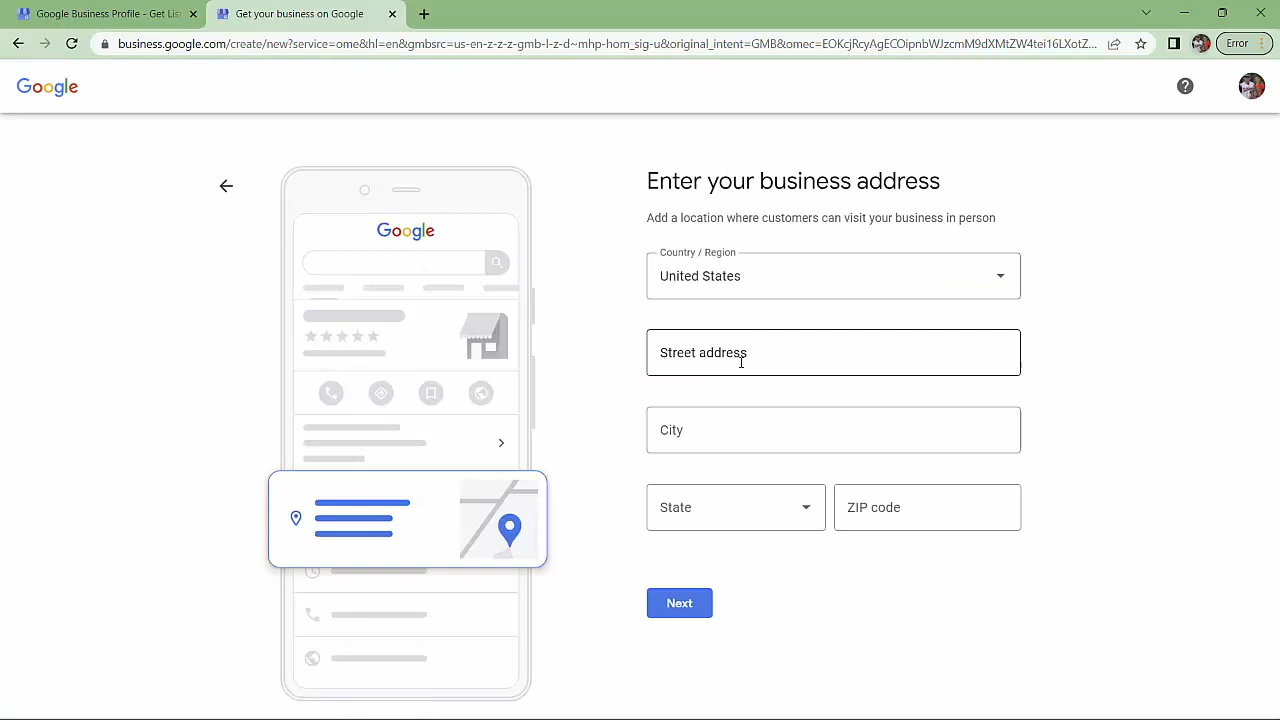 Google Business Profile - Get List
Get your business on Google
business.google.com/create/new?service=ome&hl=en&gmbsrc=us-en-z-z-z-gmb-l-z-d~mhp-hom_sig-u&original_intent=GMB&omec=EOKcjRcyAgECOipnbWJzcmM9dXMtZW4tei16LXotZ...
Error
Google
Enter your business address
Add a location where customers can visit your business in person
Google
Country / Region
United States
Street address
City
State
ZIP code
Next